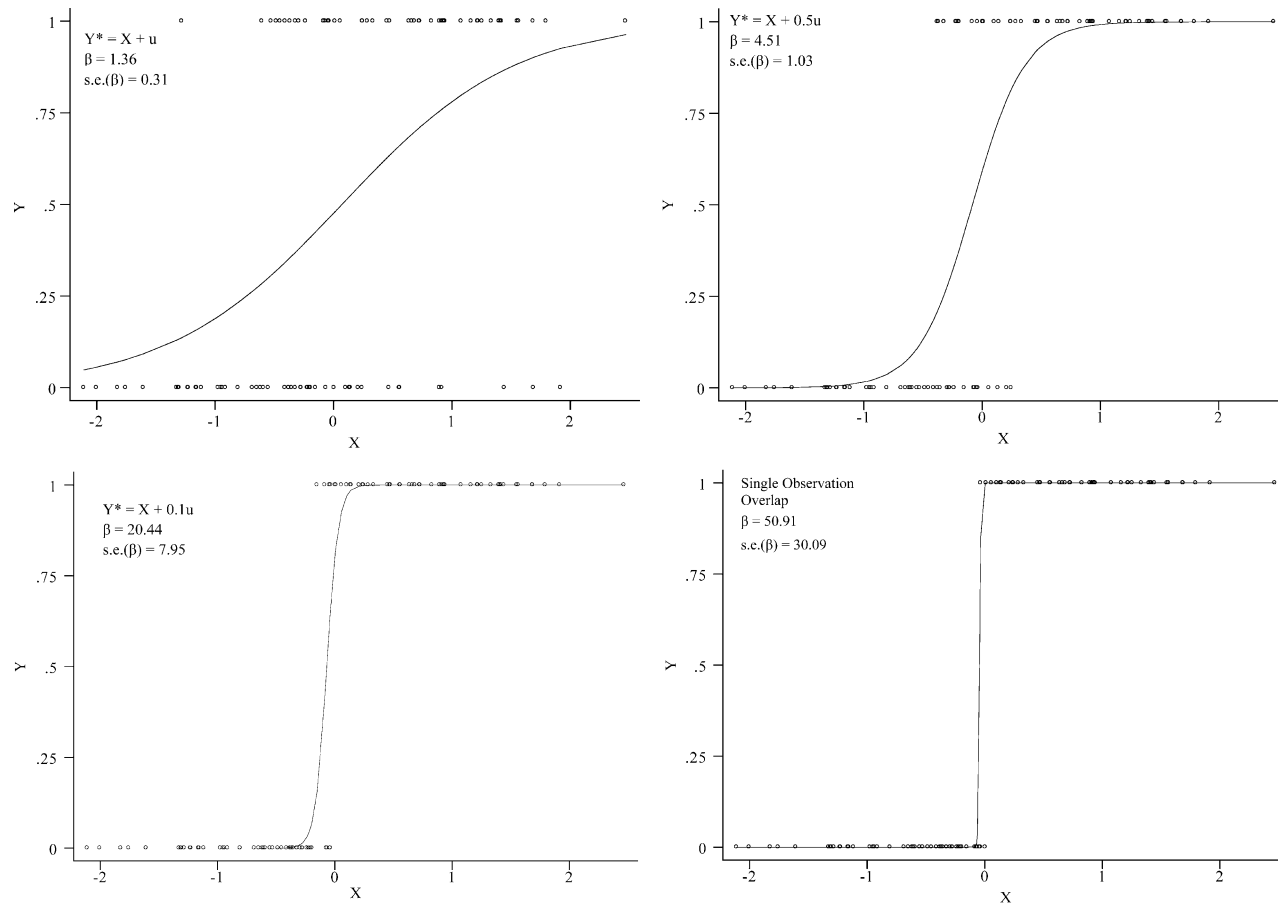 Y* = X + u
β = 1.36
s.e.(β) = 0.31
1
.75
.5
.25
0
Y
-2 -1 0 1 2
X
Y* = X + 0.5u
β = 4.51
s.e.(β) = 1.03
1
.75
.5
.25
0
Y
-2 -1 0 1 2
X
Y* = X + 0.1u
β = 20.44
s.e.(β) = 7.95
1
.75
.5
.25
0
Y
-2 -1 0 1 2
X
Single Observation
Overlap
β = 50.91
s.e.(β) = 30.09
1
.75
.5
.25
0
Y
-2 -1 0 1 2
X